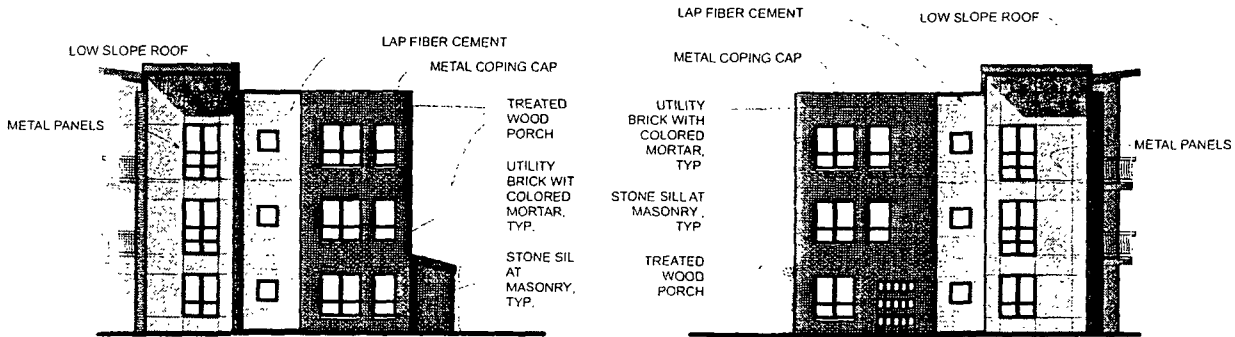 LOW SLOPE ROOF
LAP FIBER CEMENT
METAL COPING CAP
METAL PANELS
TREATED
WOOD
PORCH
UTILITY
BRICK WIT
COLORED
MORTAR,
TYP.
STONE SIL
AT
MASONRY,
TYP.
LAP FIBER CEMENT
LOW SLOPE ROOF
METAL COPING CAP
UTILITY
BRICK WITH
COLORED
MORTAR,
TYP
METAL PANELS
STONE SILL AT
MASONRY,
TYP
TREATED
WOOD
PORCH